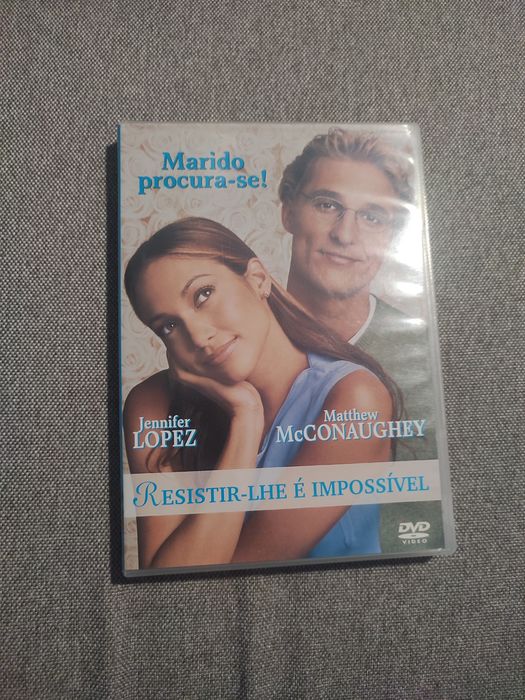 Marido
procura-se!
Jennifer
LOPEZ
Matthew
McCONAUGHEY
RESISTIR-LHE É IMPOSSÍVEL
DVD
VIDEO